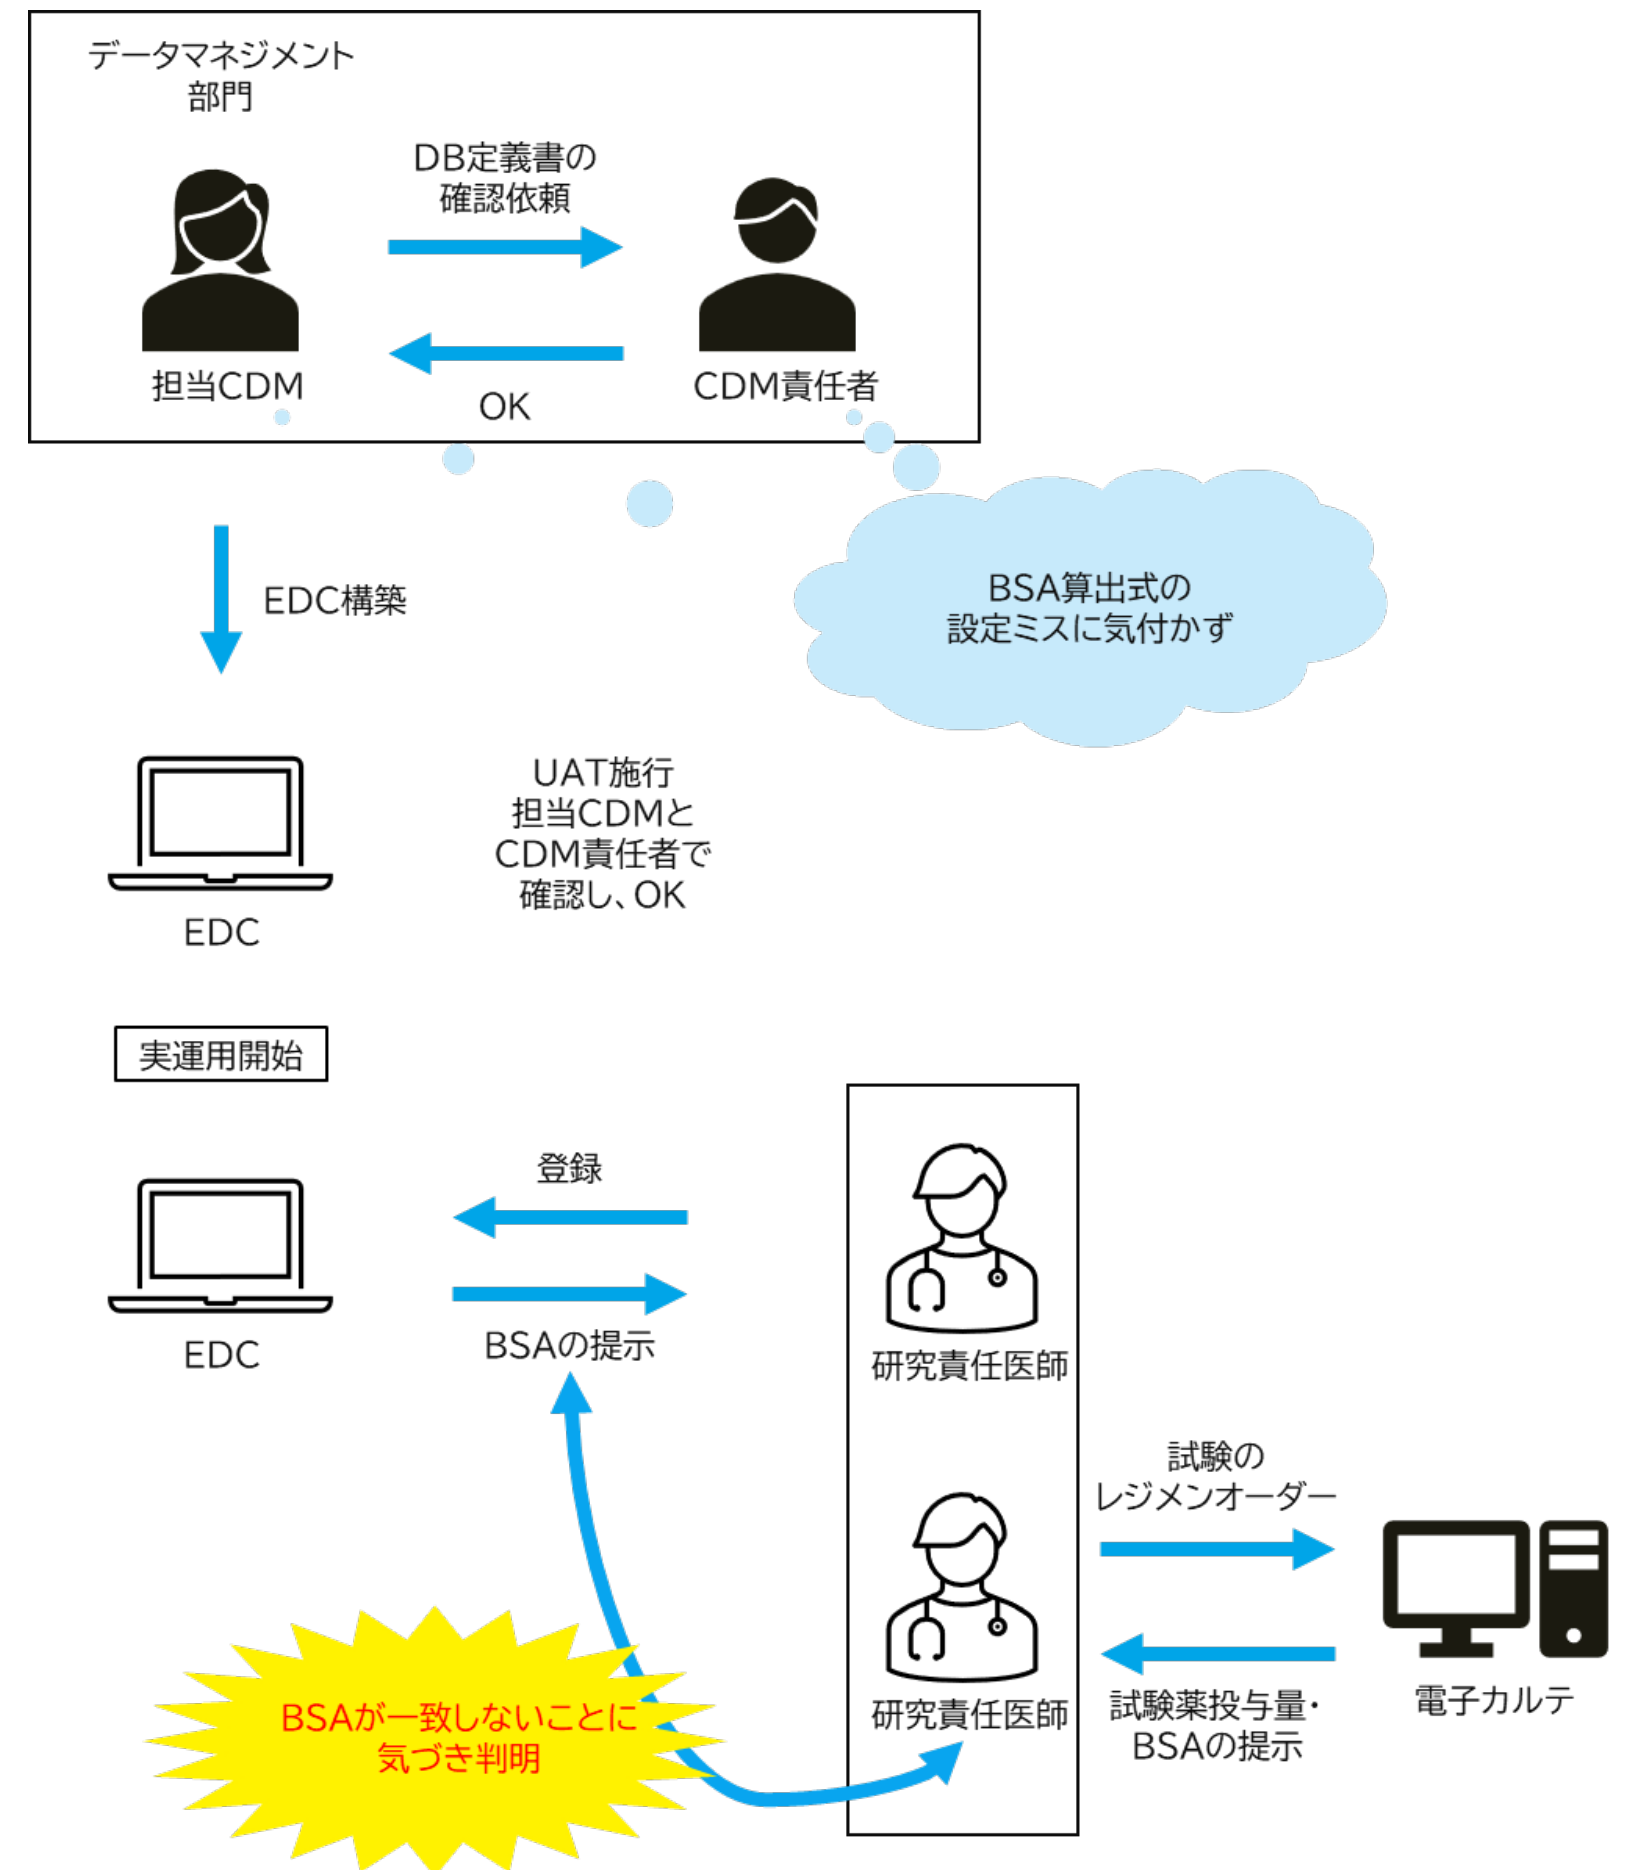 データマネジメント
部門
DB定義書の
確認依頼
担当CDM
OK
CDM責任者
BSA算出式の
設定ミスに気付かず
EDC構築
EDC
UAT施行
担当CDMと
CDM責任者で
確認し、OK
実運用開始
登録
EDC
BSAの提示
研究責任医師
試験の
レジメンオーダー
研究責任医師
試験薬投与量・
BSAの提示
電子カルテ
BSAが一致しないことに
気づき判明